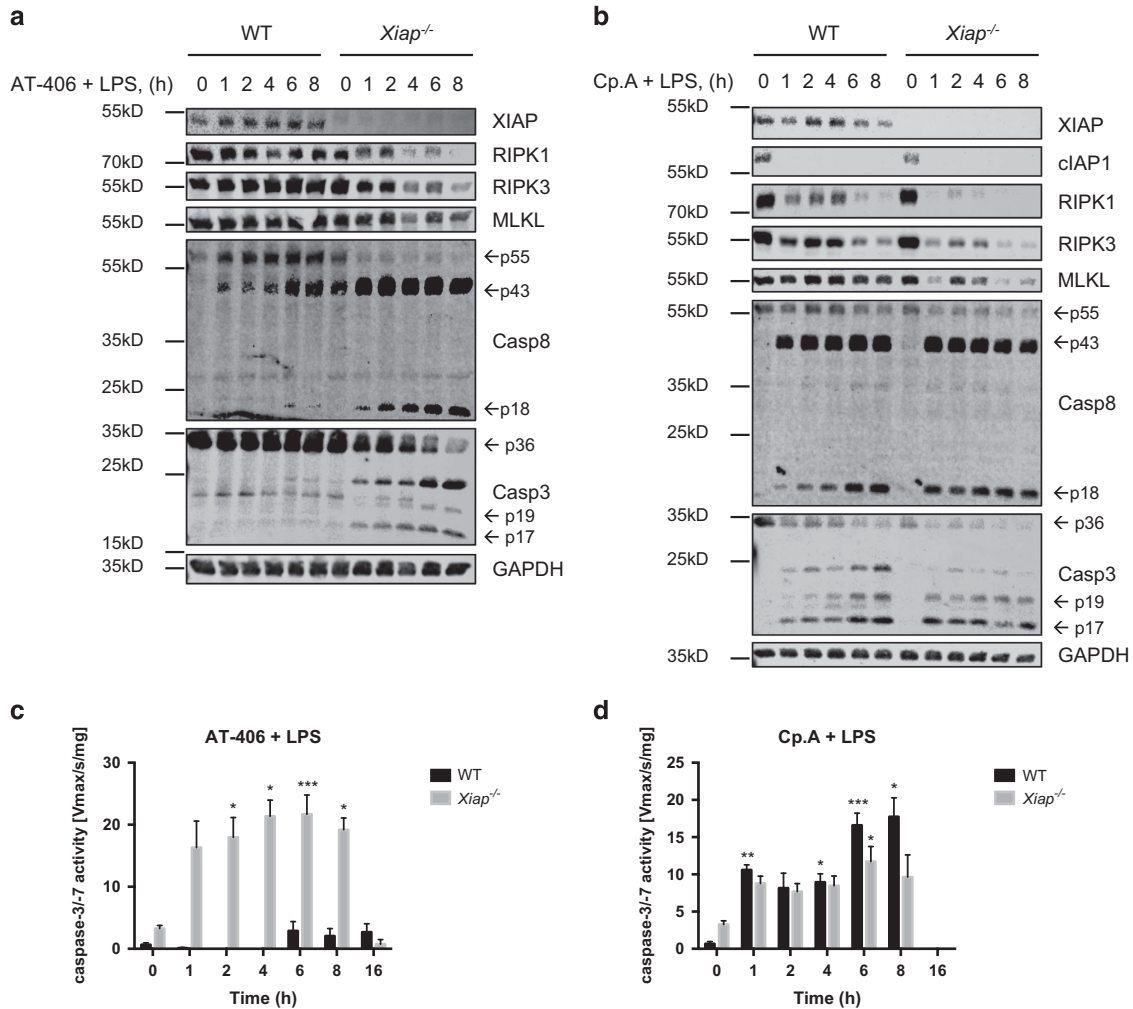 a
WT Xiap-/-
AT-406 + LPS, (h) 0 1 2 4 6 8 0 1 2 4 6 8
55kD XIAP
70kD RIPK1
55kD RIPK3
55kD MLKL
←p55
55kD
←p43
35kD Casp8
25kD
←p18
35kD ← p36
25kD
Casp3
← p19
← p17
15kD
35kD GAPDH
b
WT Xiap-/-
Cp.A + LPS, (h) 0 1 2 4 6 8 0 1 2 4 6 8
55kD
XIAP
cIAP1
55kD
RIPK1
70kD
55kD RIPK3
55kD MLKL
55kD ←p55
←p43
35kD
Casp8
25kD
←p18
35kD ← p36
25kD
Casp3
← p19
← p17
35kD GAPDH
c
AT-406 + LPS
caspase-3/-7 activity [Vmax/s/mg]
30
20
10
0
* * *** *
0 1 2 4 6 8 16
Time (h)
WT
Xiap-/-
d
Cp.A + LPS
caspase-3/-7 activity [Vmax/s/mg]
25
20
15
10
5
0
** * *** * *
0 1 2 4 6 8 16
Time (h)
WT
Xiap-/-